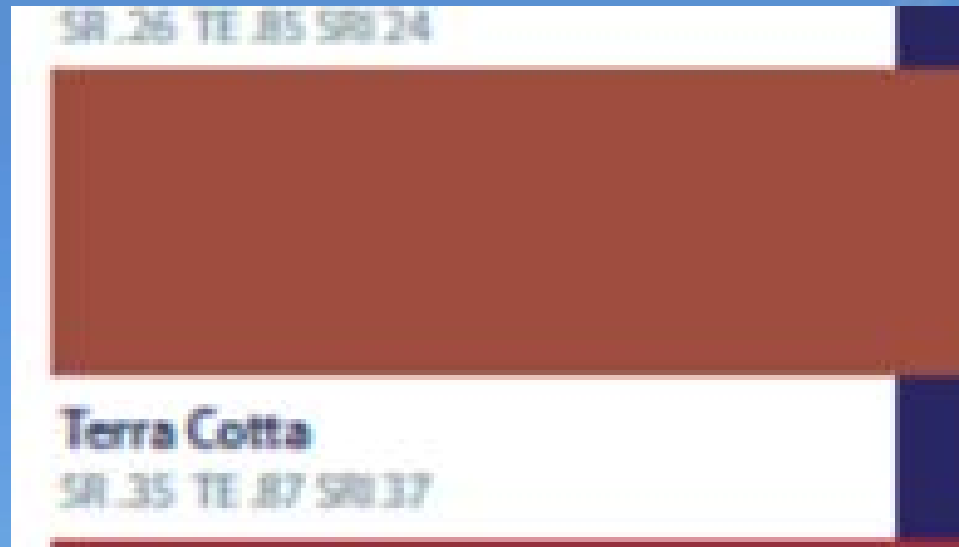 SR .26 TE .85 SRI 24
Terra Cotta
SR .35 TE .87 SRI 37